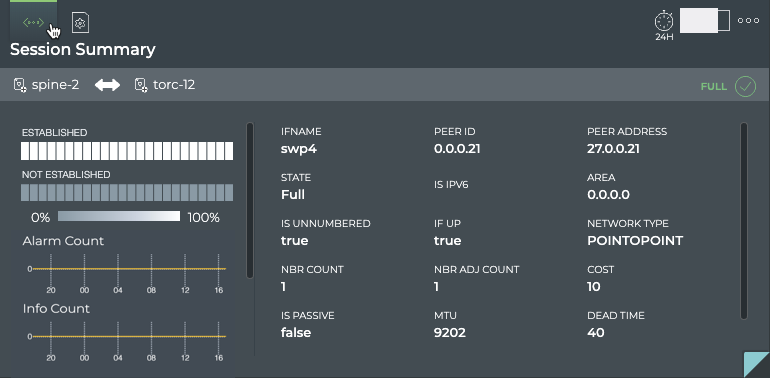 24H
Session Summary
spine-2 torc-12 FULL
ESTABLISHED
NOT ESTABLISHED
0% 100%
Alarm Count
0
20 00 04 08 12 16
Info Count
0
20 00 04 08 12 16
IFNAME PEER ID PEER ADDRESS
swp4 0.0.0.21 27.0.0.21
STATE IS IPV6 AREA
Full 0.0.0.0
IS UNNUMBERED IF UP NETWORK TYPE
true true POINTOPOINT
NBR COUNT NBR ADJ COUNT COST
1 1 10
IS PASSIVE MTU DEAD TIME
false 9202 40